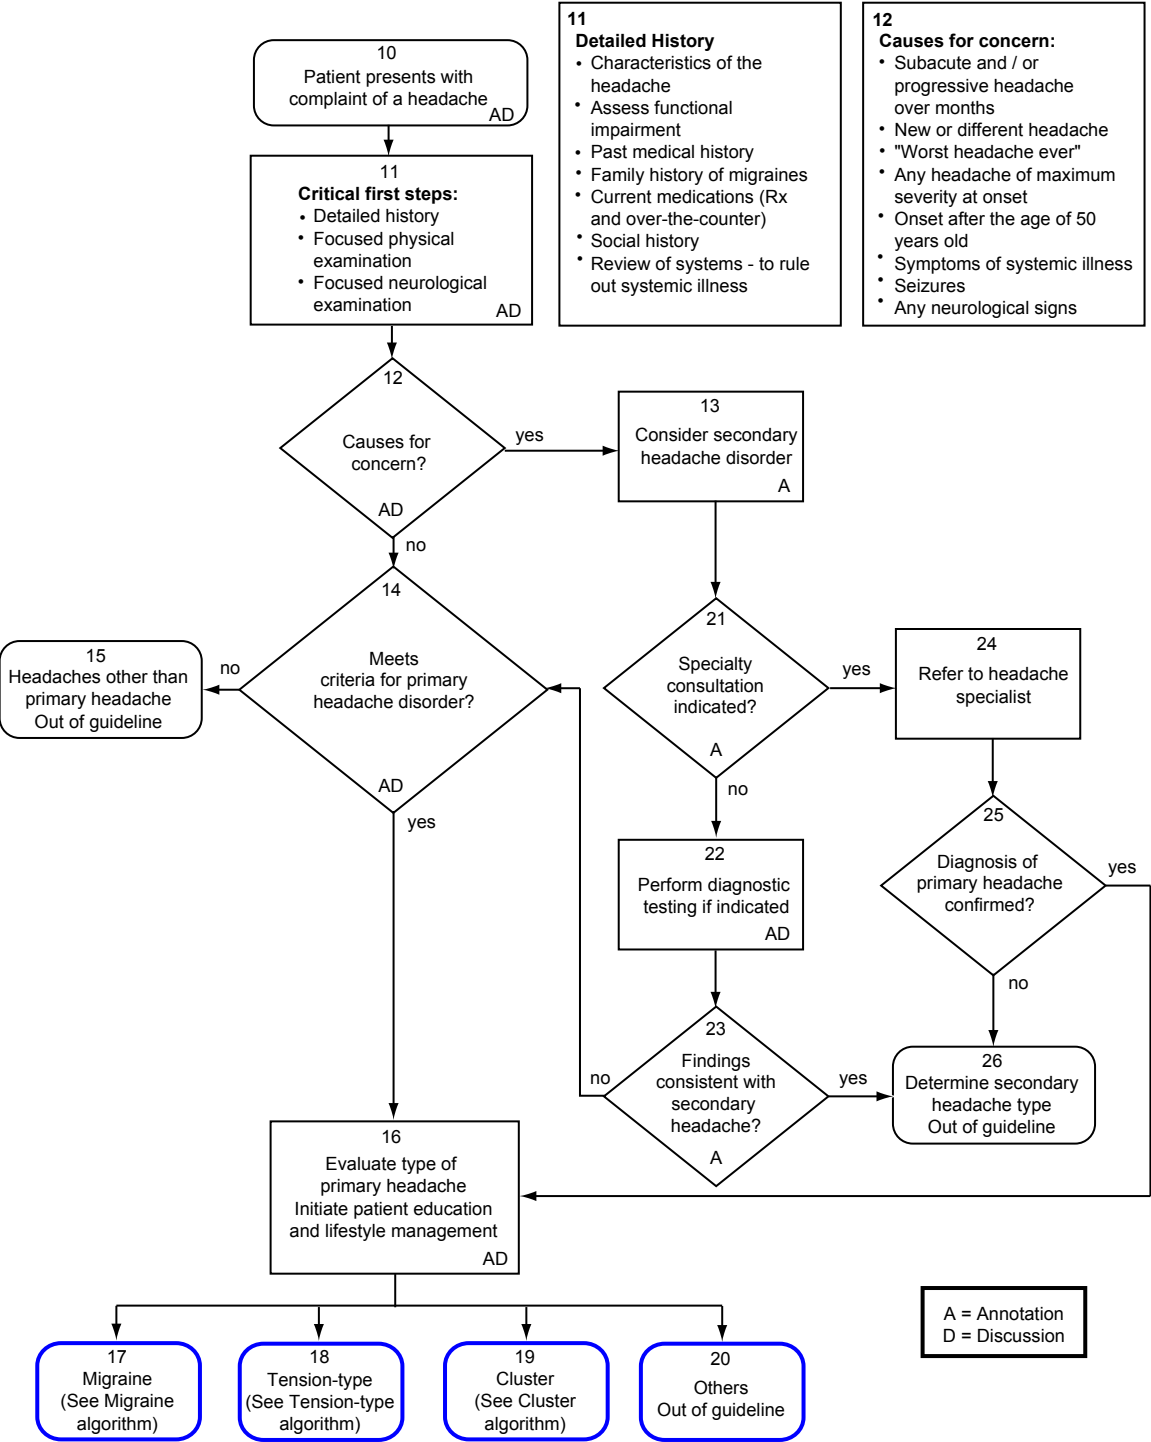 10
Patient presents with
complaint of a headache
AD
11
Critical first steps:
• Detailed history
• Focused physical
examination
• Focused neurological
examination
AD
11
Detailed History
• Characteristics of the
headache
• Assess functional
impairment
• Past medical history
• Family history of migraines
• Current medications (Rx
and over-the-counter)
• Social history
• Review of systems - to rule
out systemic illness
12
Causes for concern:
• Subacute and / or
progressive headache
over months
• New or different headache
• "Worst headache ever"
• Any headache of maximum
severity at onset
• Onset after the age of 50
years old
• Symptoms of systemic illness
• Seizures
• Any neurological signs
12
Causes for
concern?
AD
yes
no
13
Consider secondary
headache disorder
A
14
Meets
criteria for primary
headache disorder?
AD
no
yes
15
Headaches other than
primary headache
Out of guideline
21
Specialty
consultation
indicated?
A
yes
no
24
Refer to headache
specialist
22
Perform diagnostic
testing if indicated
AD
25
Diagnosis of
primary headache
confirmed?
yes
no
23
Findings
consistent with
secondary
headache?
A
no
yes
26
Determine secondary
headache type
Out of guideline
16
Evaluate type of
primary headache
Initiate patient education
and lifestyle management
AD
17
Migraine
(See Migraine
algorithm)
18
Tension-type
(See Tension-type
algorithm)
19
Cluster
(See Cluster
algorithm)
20
Others
Out of guideline
A = Annotation
D = Discussion